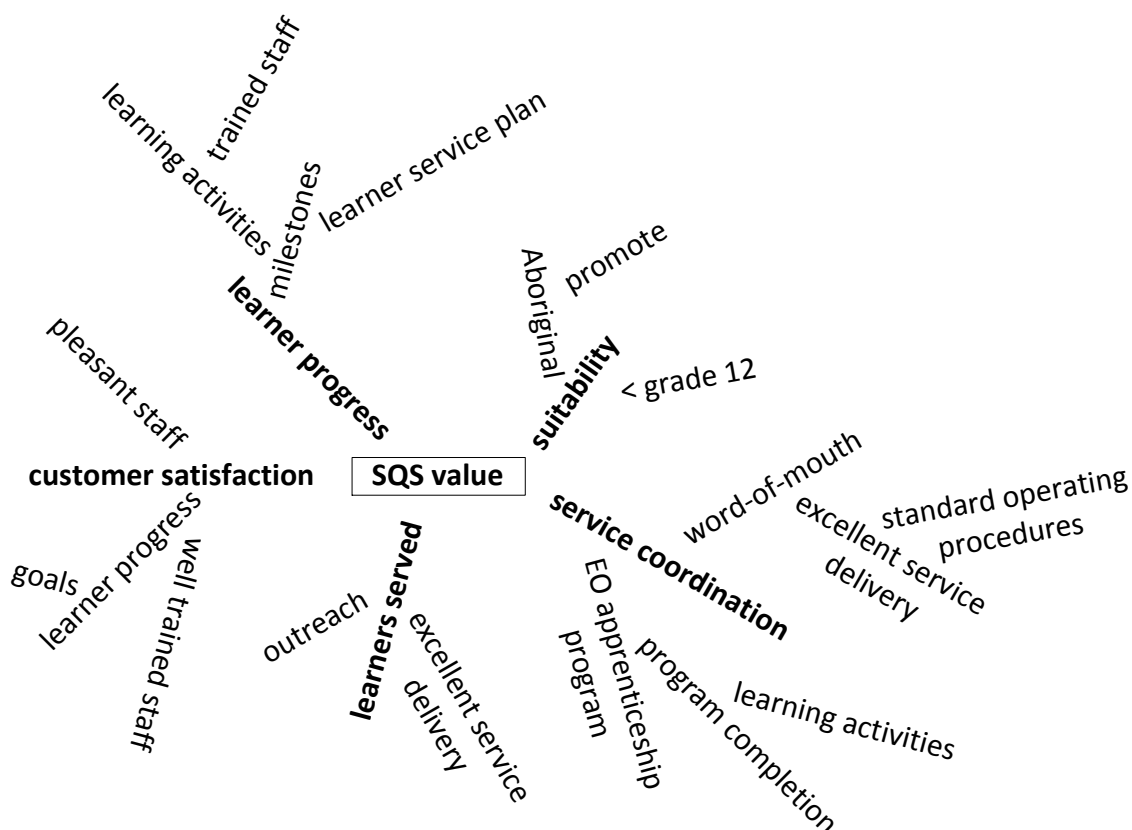 trained staff
learning activities
milestones
learner service plan
learner progress
Aboriginal
promote
suitability
< grade 12
pleasant staff
customer satisfaction
SQS value
learner progress
goals
well trained staff
outreach
learners served
excellent service
delivery
service coordination
word-of-mouth
excellent service
delivery
standard operating
procedures
EO apprenticeship
program
program completion
learning activities